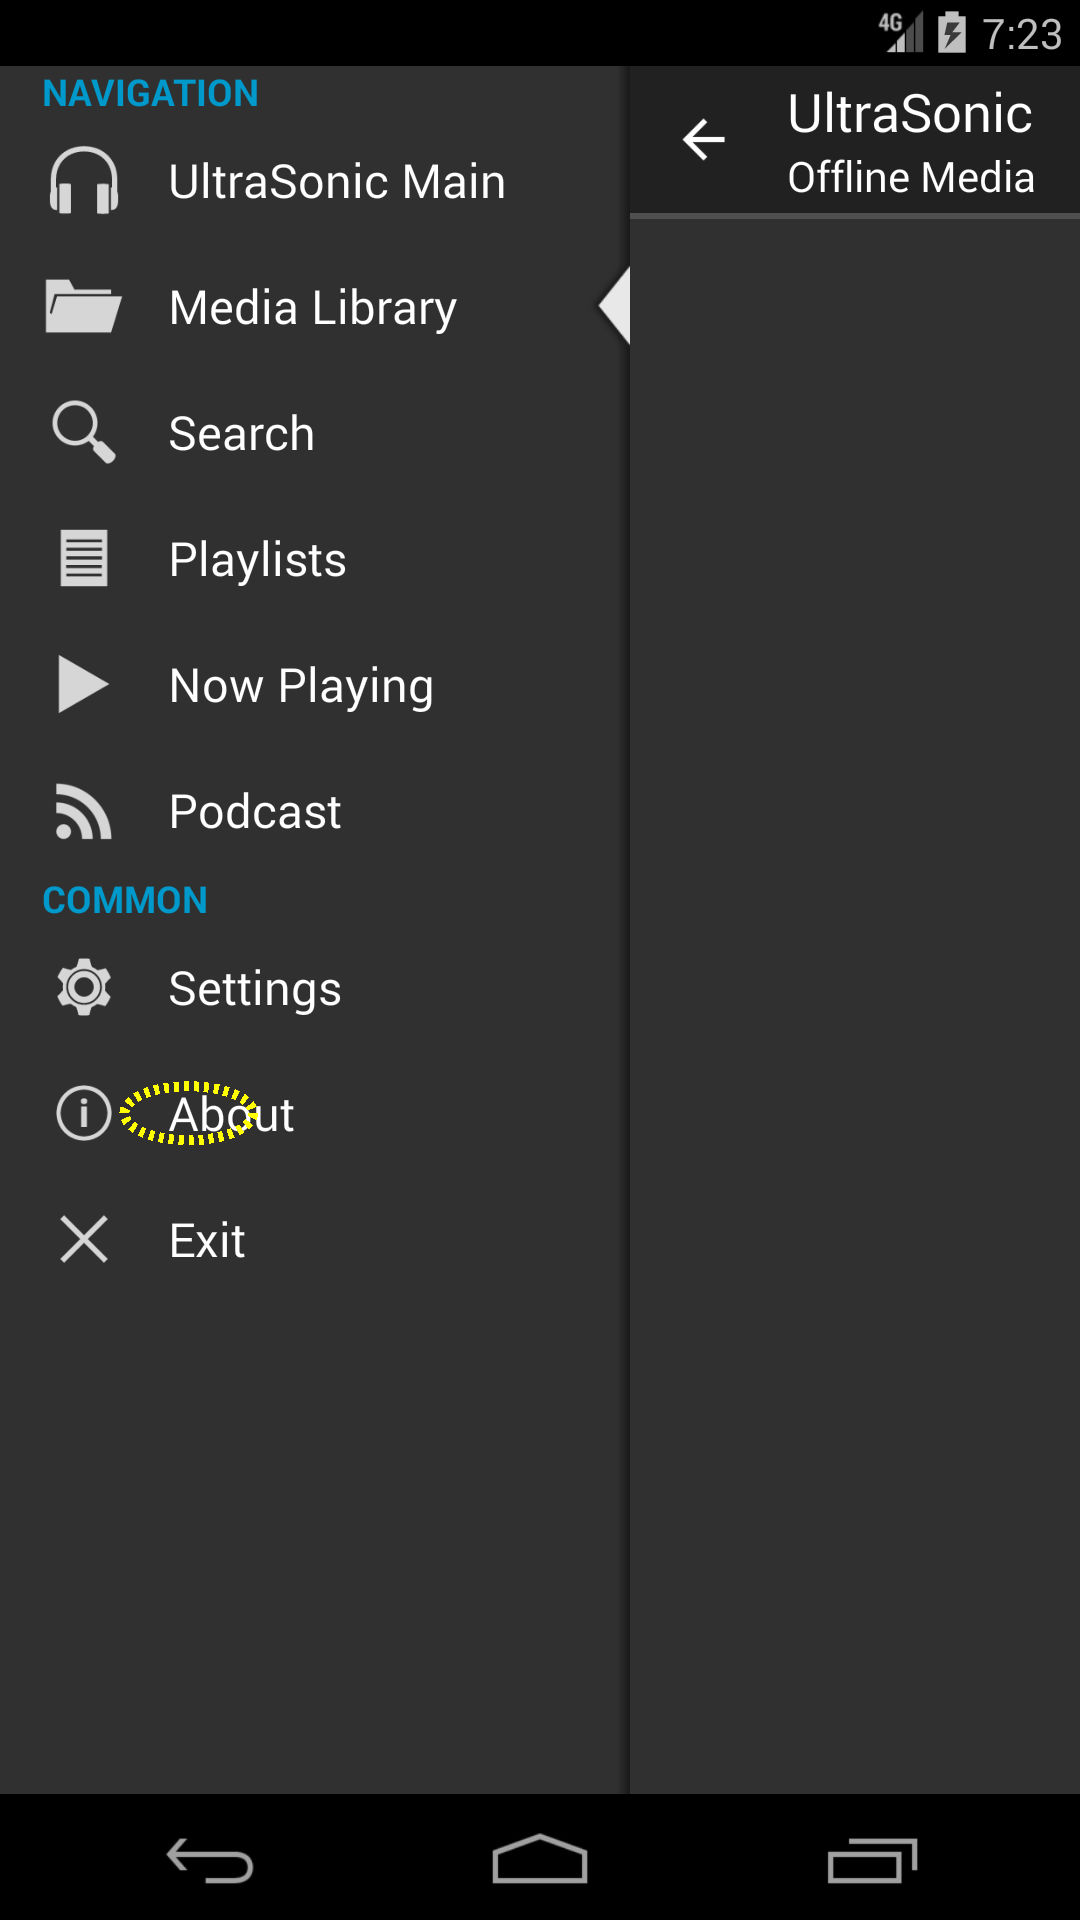 4G 7:23
NAVIGATION
UltraSonic Main
Media Library
Search
Playlists
Now Playing
Podcast
COMMON
Settings
About
Exit
UltraSonic
Offline Media